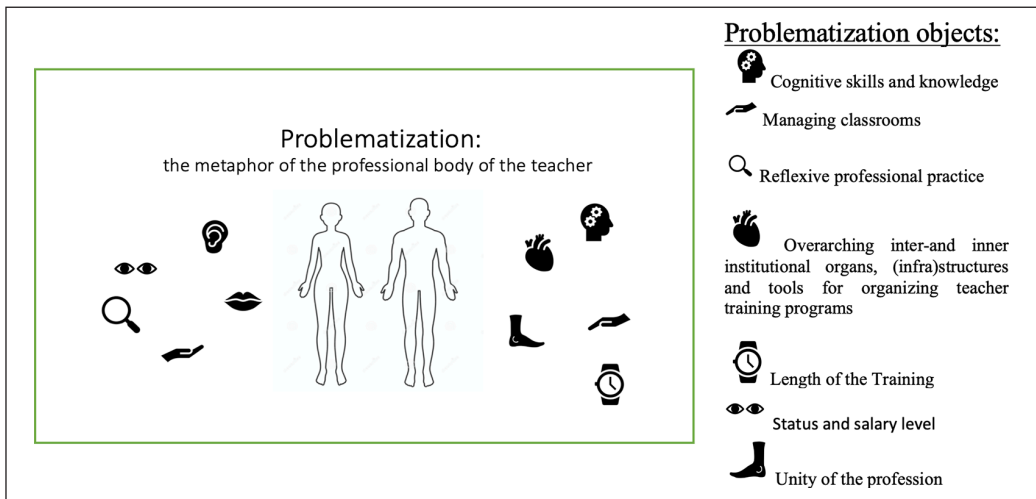 Problematization:
the metaphor of the professional body of the teacher
Problematization objects:
Cognitive skills and knowledge
Managing classrooms
Reflexive professional practice
Overarching inter-and inner
institutional organs, (infra)structures
and tools for organizing teacher
training programs
Length of the Training
Status and salary level
Unity of the profession